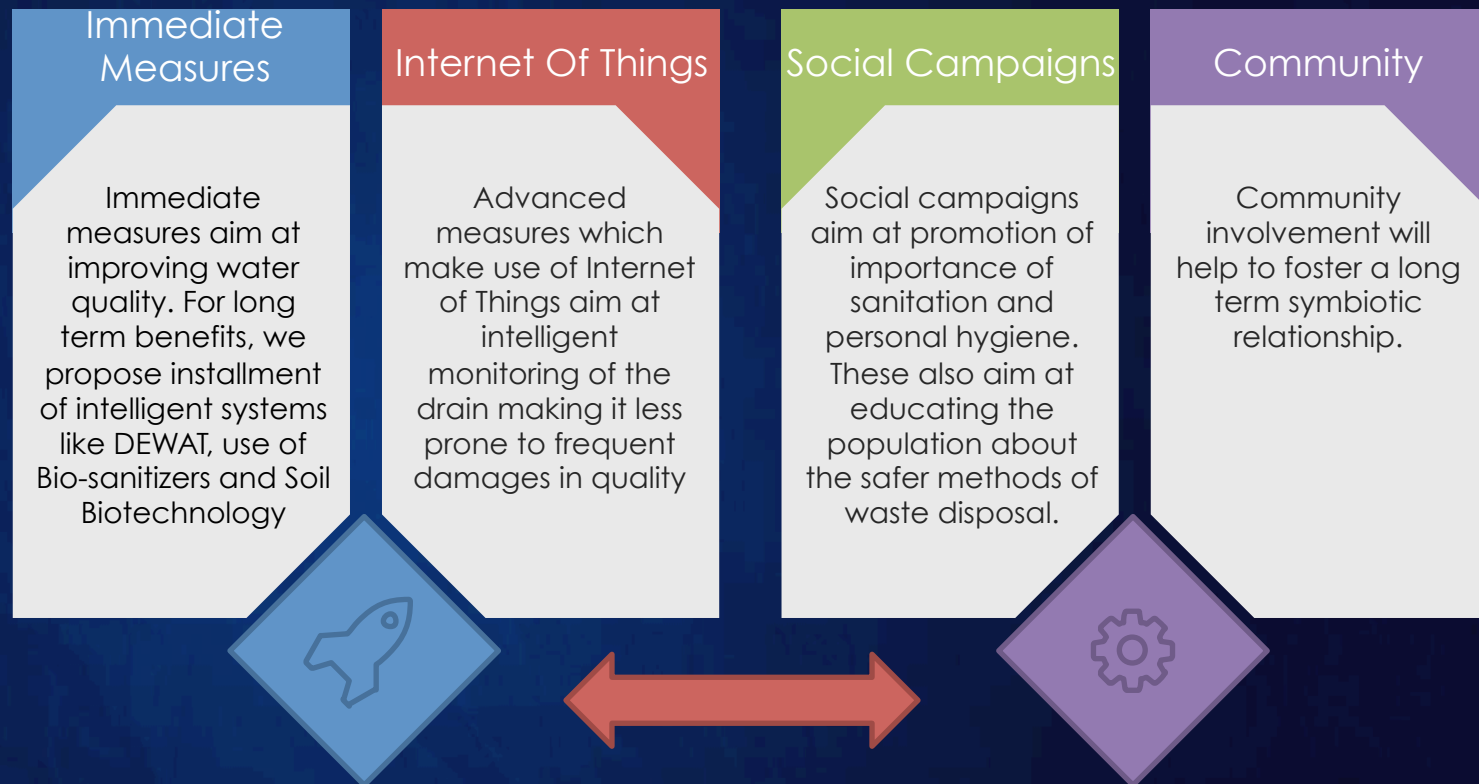 Immediate
Measures
Immediate
measures aim at
improving water
quality. For long
term benefits, we
propose installment
of intelligent systems
like DEWAT, use of
Bio-sanitizers and Soil
Biotechnology
Internet Of Things
Advanced
measures which
make use of Internet
of Things aim at
intelligent
monitoring of the
drain making it less
prone to frequent
damages in quality
Social Campaigns
Social campaigns
aim at promotion of
importance of
sanitation and
personal hygiene.
These also aim at
educating the
population about
the safer methods of
waste disposal.
Community
Community
involvement will
help to foster a long
term symbiotic
relationship.